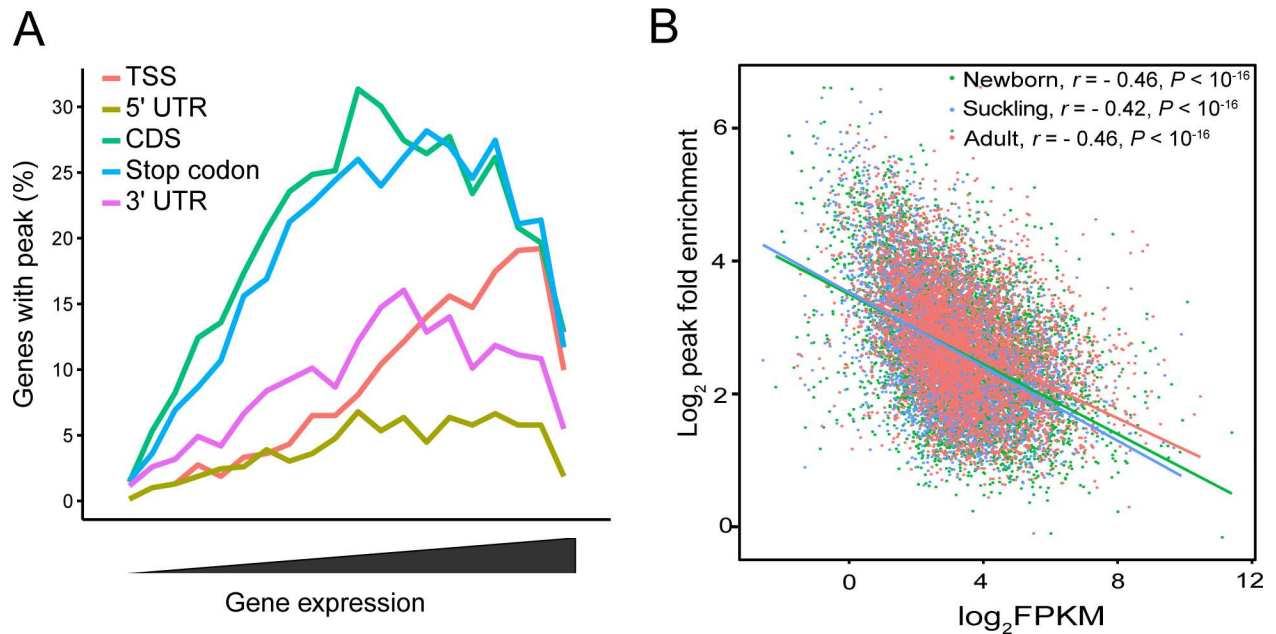 A
Genes with peak (%)
30
25
20
15
10
5
0
TSS
5' UTR
CDS
Stop codon
3' UTR
Gene expression
B
Log₂ peak fold enrichment
6
4
2
0
Newborn, r = - 0.46, P < 10⁻¹⁶
Suckling, r = - 0.42, P < 10⁻¹⁶
Adult, r = - 0.46, P < 10⁻¹⁶
0 4 8 12
log₂FPKM